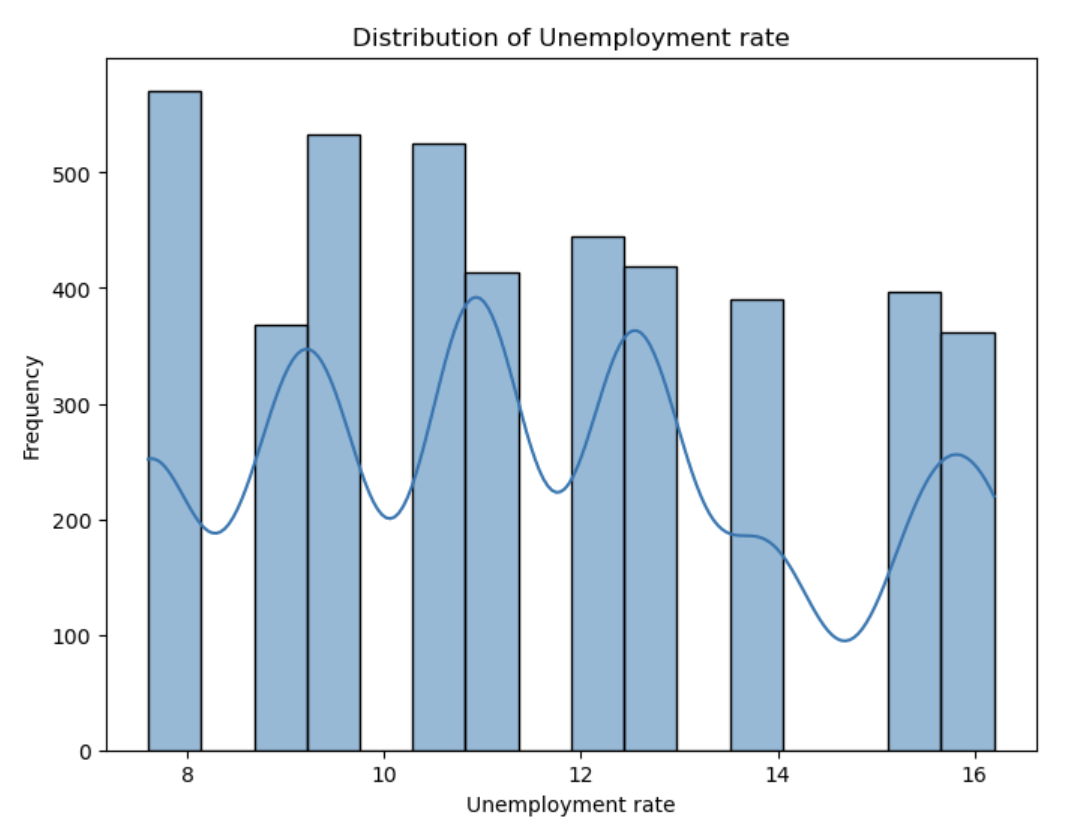 Distribution of Unemployment rate
500
400
300
200
100
0
Frequency
8 10 12 14 16
Unemployment rate